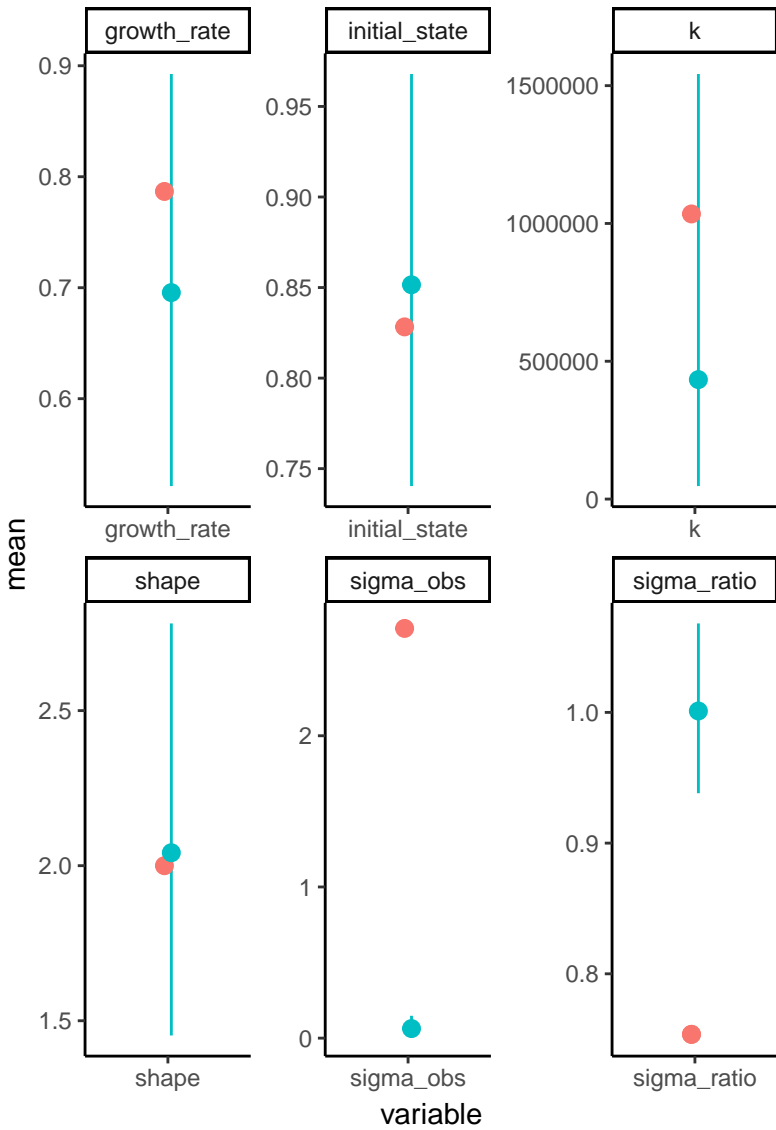 growth_rate
0.9
0.8
0.7
0.6
growth_rate
initial_state
0.95
0.90
0.85
0.80
0.75
initial_state
k
1500000
1000000
500000
0
k
mean
shape
2.5
2.0
1.5
shape
sigma_obs
2
1
0
sigma_obs
sigma_ratio
1.0
0.9
0.8
sigma_ratio
variable